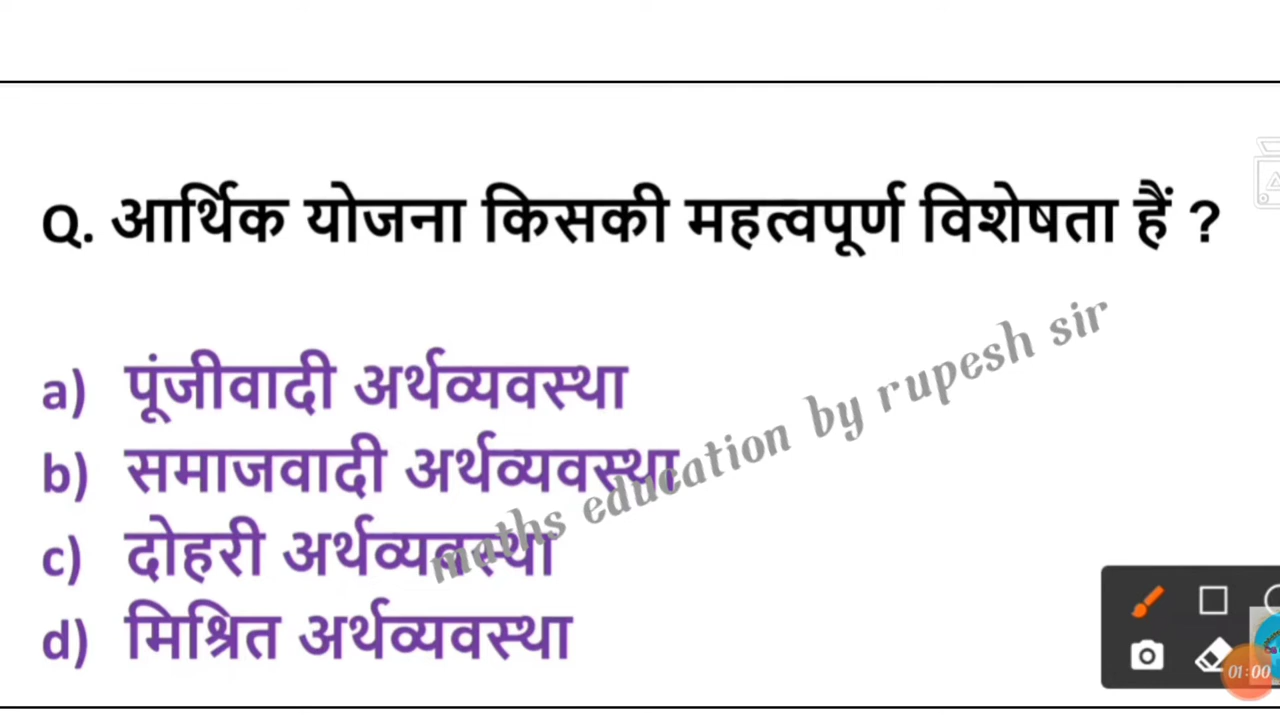 Q. आर्थिक योजना किसकी महत्वपूर्ण विशेषता हैं ?
a) पूंजीवादी अर्थव्यवस्था
b) समाजवादी अर्थव्यवस्था
c) दोहरी अर्थव्यवस्था
d) मिश्रित अर्थव्यवस्था
maths education by rupesh sir
01:00